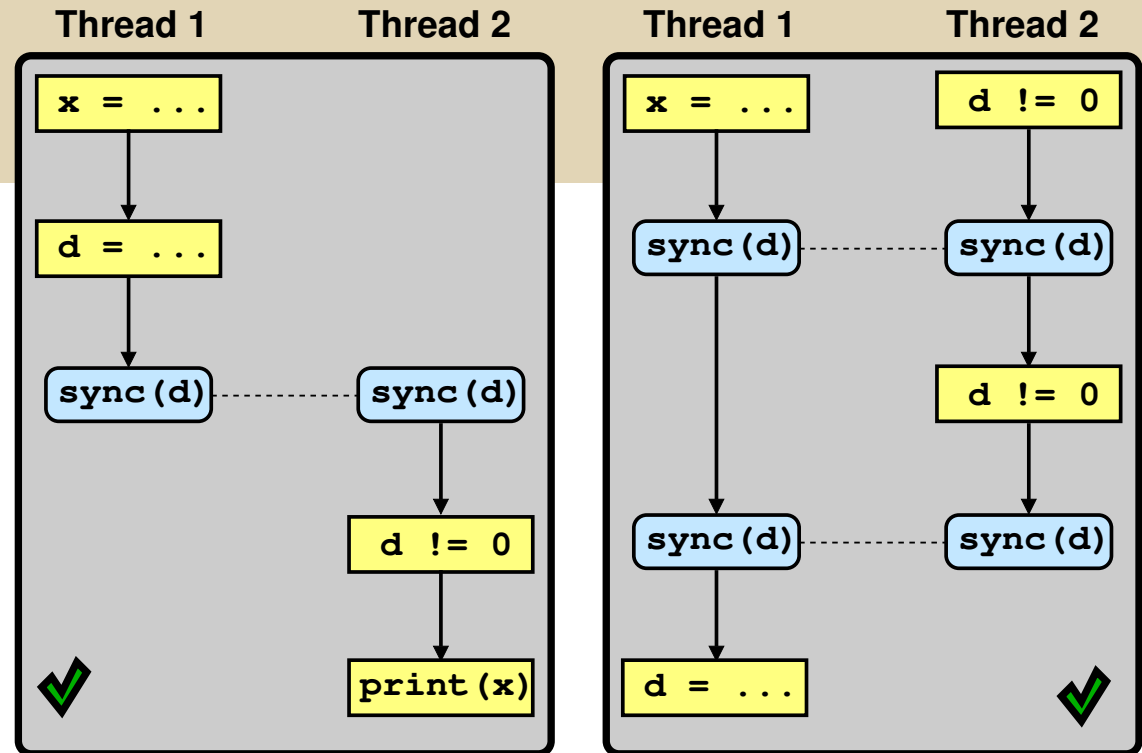 Thread 1
Thread 2
x = ...
d = ...
sync(d)
sync(d)
d != 0
print(x)
Thread 1
Thread 2
x = ...
d != 0
sync(d)
sync(d)
d != 0
sync(d)
sync(d)
d = ...